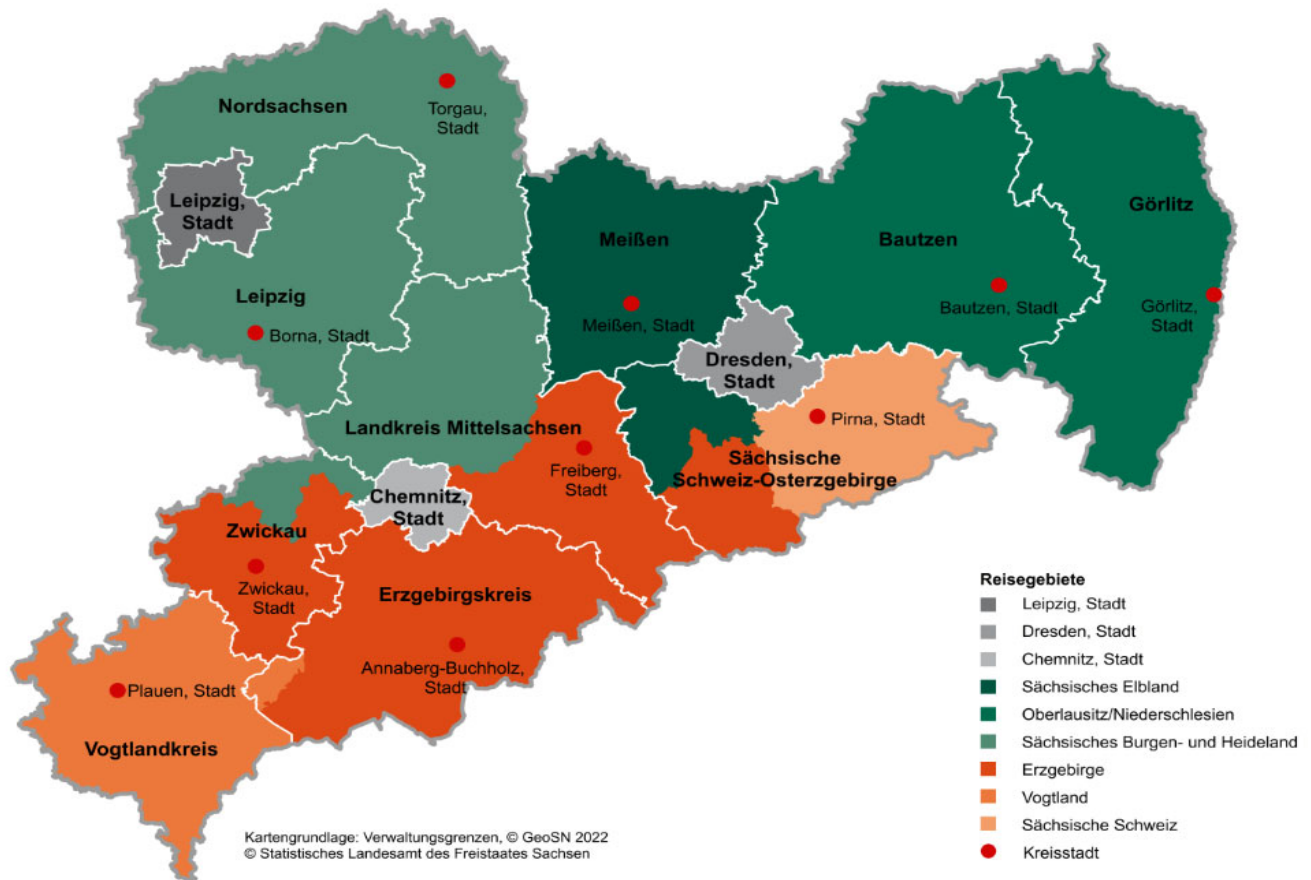 Nordsachsen
Torgau,
Stadt
Leipzig,
Stadt
Görlitz
Meißen
Bautzen
Leipzig
Borna, Stadt
Meißen, Stadt
Bautzen, Stadt
Görlitz,
Stadt
Dresden,
Stadt
Landkreis Mittelsachsen
Pirna, Stadt
Freiberg,
Stadt
Sächsische
Schweiz-Osterzgebirge
Chemnitz,
Stadt
Zwickau
Zwickau,
Stadt
Erzgebirgskreis
Annaberg-Buchholz,
Stadt
Plauen, Stadt
Vogtlandkreis
Reisegebiete
Leipzig, Stadt
Dresden, Stadt
Chemnitz, Stadt
Sächsisches Elbland
Oberlausitz/Niederschlesien
Sächsisches Burgen- und Heideland
Erzgebirge
Vogtland
Sächsische Schweiz
Kreisstadt
Kartengrundlage: Verwaltungsgrenzen, © GeoSN 2022
© Statistisches Landesamt des Freistaates Sachsen